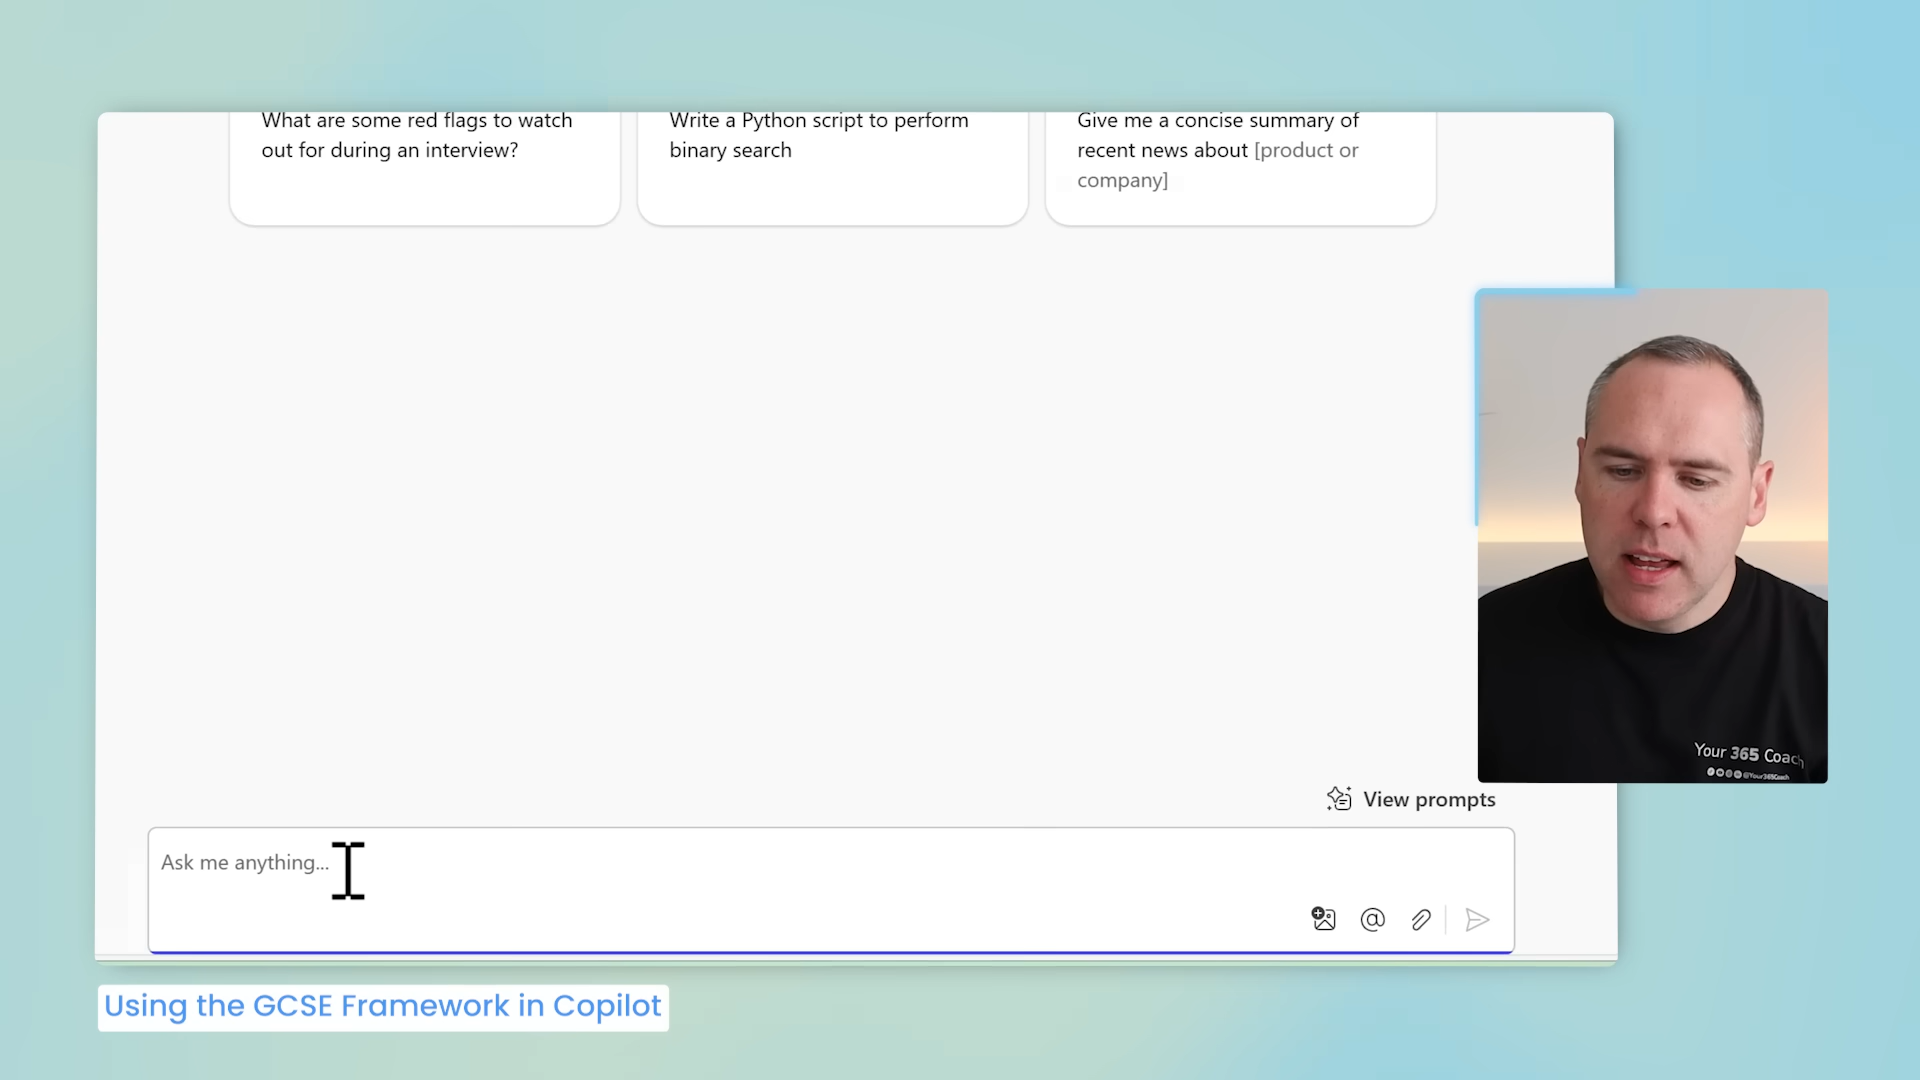 What are some red flags to watch
out for during an interview?
Write a Python script to perform
binary search
Give me a concise summary of
recent news about [product or
company]
Your 365 Coach
@Your365Coach
View prompts
Ask me anything...
Using the GCSE Framework in Copilot